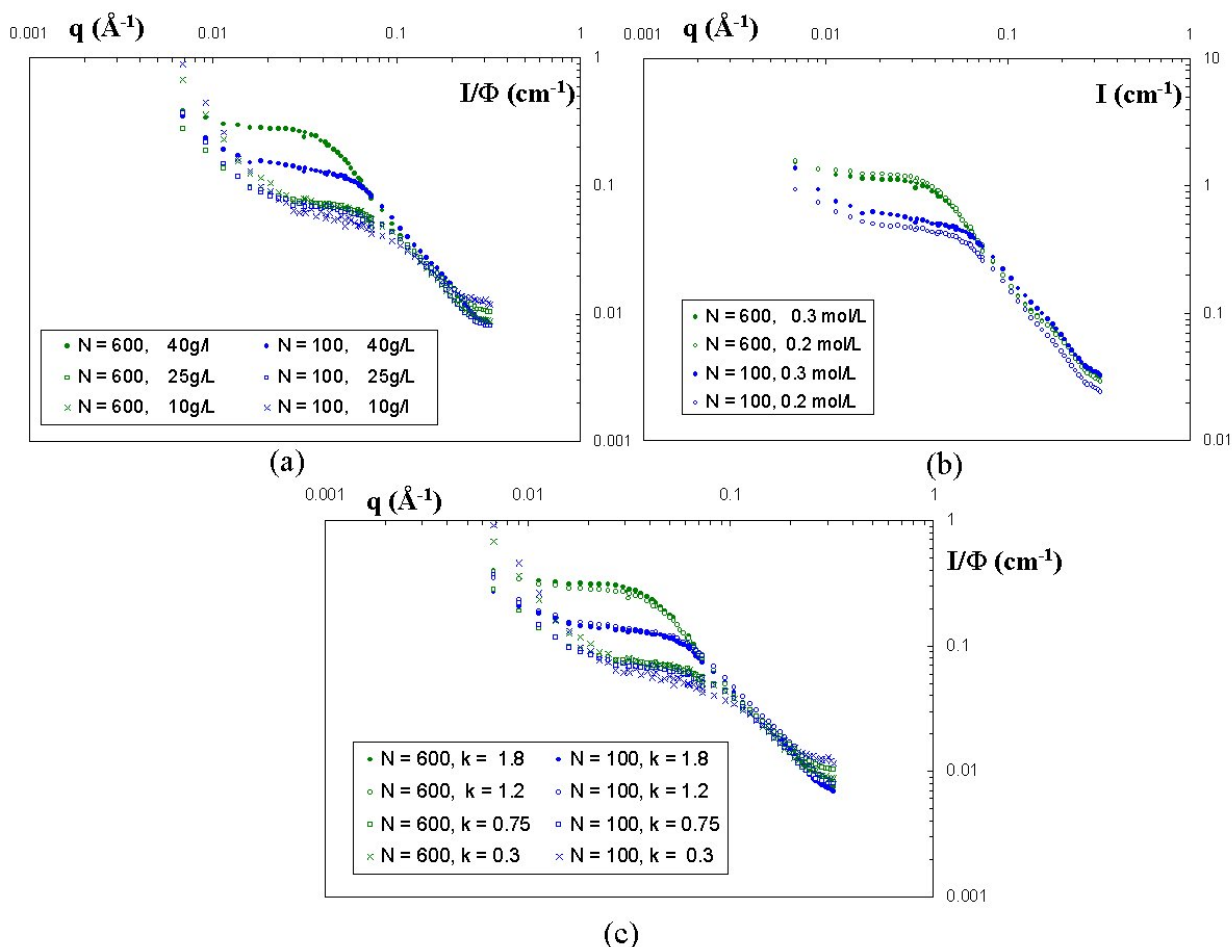 q (Å-1)
0.001 0.01 0.1 1
I/Φ (cm-1)
0.1
0.01
0.001
N = 600, 40g/l N = 100, 40g/L
N = 600, 25g/L N = 100, 25g/L
N = 600, 10g/L N = 100, 10g/l
(a)
q (Å-1)
0.001 0.01 0.1 1
10
I (cm-1)
1
0.1
0.01
N = 600, 0.3 mol/L
N = 600, 0.2 mol/L
N = 100, 0.3 mol/L
N = 100, 0.2 mol/L
(b)
0.001 0.01 0.1 1
q (Å-1)
1
I/Φ (cm-1)
0.1
0.01
0.001
N = 600, k = 1.8 N = 100, k = 1.8
N = 600, k = 1.2 N = 100, k = 1.2
N = 600, k = 0.75 N = 100, k = 0.75
N = 600, k = 0.3 N = 100, k = 0.3
(c)